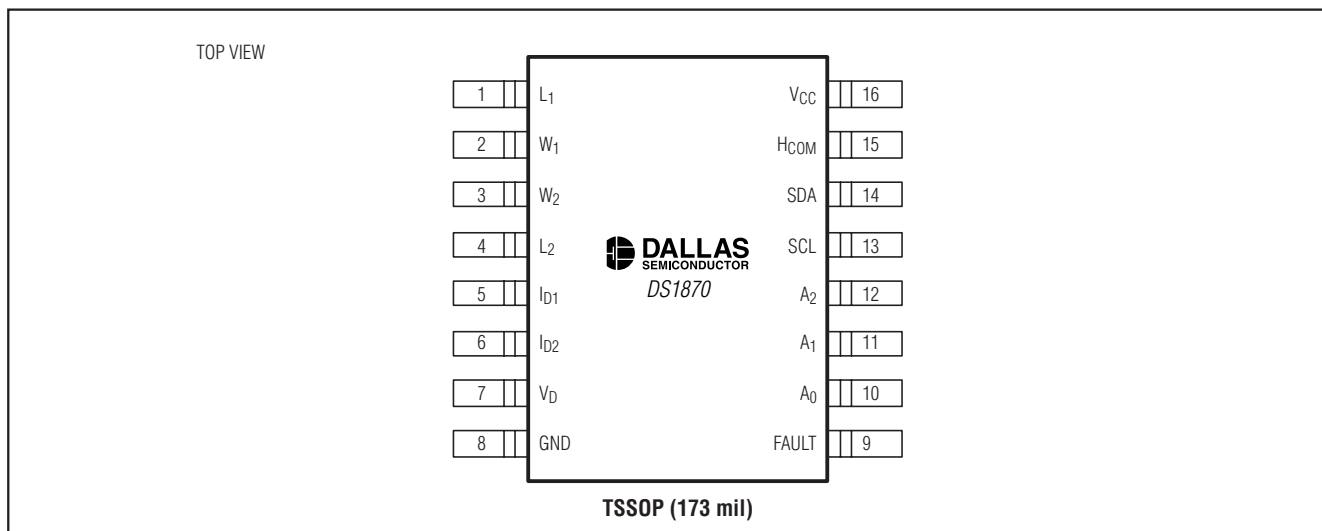 TOP VIEW
1 L1 VCC 16
2 W1 HCOM 15
3 W2 SDA 14
4 L2 SCL 13
5 ID1 A2 12
6 ID2 A1 11
7 VD A0 10
8 GND FAULT 9
DALLAS
SEMICONDUCTOR
DS1870
TSSOP (173 mil)